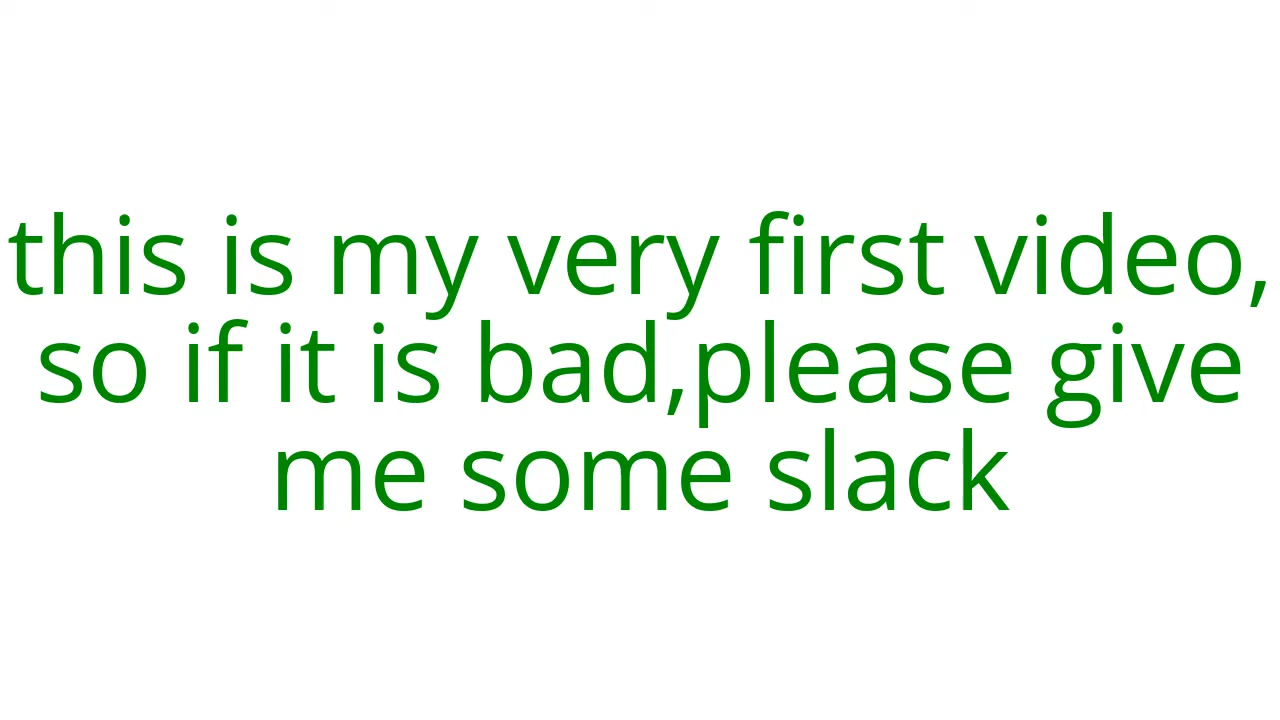 this is my very first video,
so if it is bad,please give
me some slack